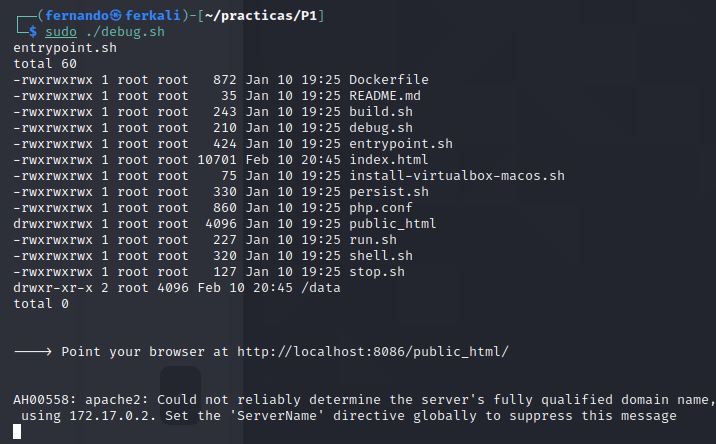 ┌──(fernando㉿ferkali)-[~/practicas/P1]
└─$ sudo ./debug.sh
entrypoint.sh
total 60
-rwxrwxrwx 1 root root   872 Jan 10 19:25 Dockerfile
-rwxrwxrwx 1 root root    35 Jan 10 19:25 README.md
-rwxrwxrwx 1 root root   243 Jan 10 19:25 build.sh
-rwxrwxrwx 1 root root   210 Jan 10 19:25 debug.sh
-rwxrwxrwx 1 root root   424 Jan 10 19:25 entrypoint.sh
-rwxrwxrwx 1 root root 10701 Feb 10 20:45 index.html
-rwxrwxrwx 1 root root    75 Jan 10 19:25 install-virtualbox-macos.sh
-rwxrwxrwx 1 root root   330 Jan 10 19:25 persist.sh
-rwxrwxrwx 1 root root   860 Jan 10 19:25 php.conf
drwxrwxrwx 1 root root  4096 Jan 10 19:25 public_html
-rwxrwxrwx 1 root root   227 Jan 10 19:25 run.sh
-rwxrwxrwx 1 root root   320 Jan 10 19:25 shell.sh
-rwxrwxrwx 1 root root   127 Jan 10 19:25 stop.sh
drwxr-xr-x 2 root 4096 Feb 10 20:45 /data
total 0
———> Point your browser at http://localhost:8086/public_html/
AH00558: apache2: Could not reliably determine the server's fully qualified domain name,
 using 172.17.0.2. Set the 'ServerName' directive globally to suppress this message